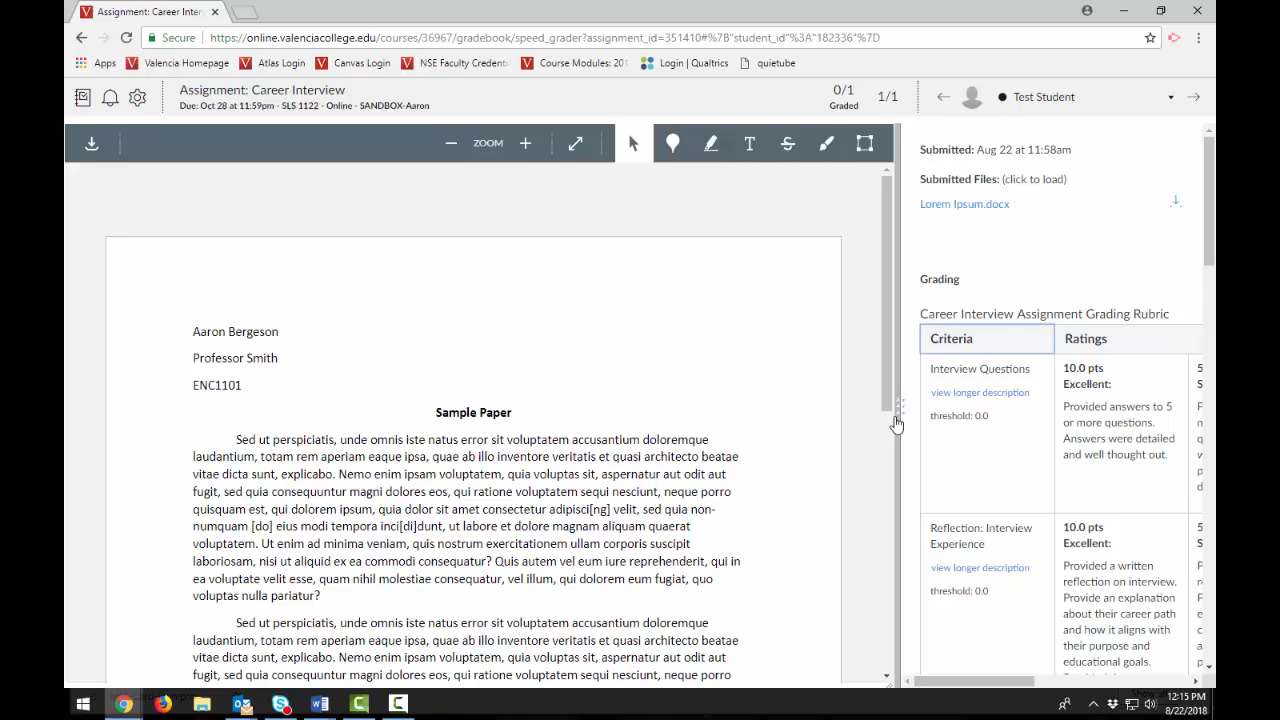 Assignment: Career Inter
Secure
https://online.valenciacollege.edu/courses/36967/gradebook/speed_grader?assignment_id=351410#%7B"student_id"%3A"182336"%7D
Apps
Valencia Homepage
Atlas Login
Canvas Login
NSE Faculty Credenti
Course Modules: 201
Login | Qualtrics
quietube
Assignment: Career Interview
Due: Oct 28 at 11:59pm - SLS 1122 - Online - SANDBOX-Aaron
0/1
Graded
1/1
Test Student
ZOOM
T
Submitted: Aug 22 at 11:58am
Submitted Files: (click to load)
Lorem Ipsum.docx
Grading
Career Interview Assignment Grading Rubric
Criteria
Ratings
Interview Questions
view longer description
threshold: 0.0
10.0 pts
Excellent:
Provided answers to 5
or more questions.
Answers were detailed
and well thought out.
Reflection: Interview
Experience
view longer description
threshold: 0.0
10.0 pts
Excellent:
Provided a written
reflection on interview.
Provide an explanation
about their career path
and how it aligns with
their purpose and
educational goals.
Aaron Bergeson
Professor Smith
ENC1101
Sample Paper
Sed ut perspiciatis, unde omnis iste natus error sit voluptatem accusantium doloremque
laudantium, totam rem aperiam eaque ipsa, quae ab illo inventore veritatis et quasi architecto beatae
vitae dicta sunt, explicabo. Nemo enim ipsam voluptatem, quia voluptas sit, aspernatur aut odit aut
fugit, sed quia consequuntur magni dolores eos, qui ratione voluptatem sequi nesciunt, neque porro
quisquam est, qui dolorem ipsum, quia dolor sit amet consectetur adipisci[ng] velit, sed quia non-
numquam [do] eius modi tempora inci[di]dunt, ut labore et dolore magnam aliquam quaerat
voluptatem. Ut enim ad minima veniam, quis nostrum exercitationem ullam corporis suscipit
laboriosam, nisi ut aliquid ex ea commodi consequatur? Quis autem vel eum iure reprehenderit, qui in
ea voluptate velit esse, quam nihil molestiae consequatur, vel illum, qui dolorem eum fugiat, quo
voluptas nulla pariatur?
Sed ut perspiciatis, unde omnis iste natus error sit voluptatem accusantium doloremque
laudantium, totam rem aperiam eaque ipsa, quae ab illo inventore veritatis et quasi architecto beatae
vitae dicta sunt, explicabo. Nemo enim ipsam voluptatem, quia voluptas sit, aspernatur aut odit aut
fugit, sed quia consequuntur magni dolores eos, qui ratione voluptatem sequi nesciunt, neque porro
12:15 PM
8/22/2018